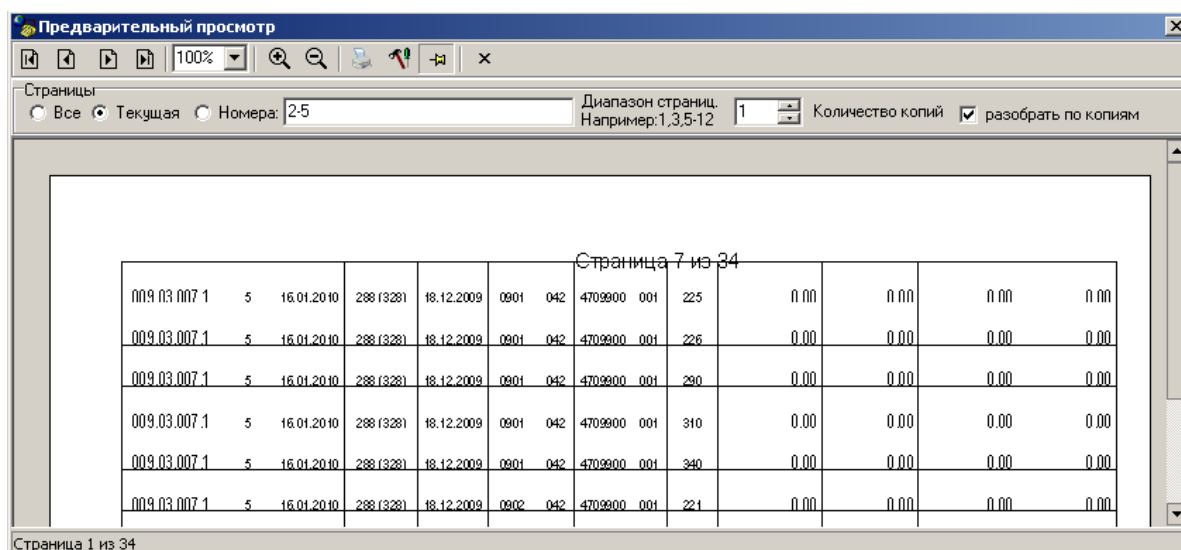 Предварительный просмотр
100%
Страницы
Все Текущая Номера: 2-5 Диапазон страниц. Например:1,3,5-12 1 Количество копий разобрать по копиям
Страница 7 из 34
009.03.007.1 5 16.01.2010 288 (328) 18.12.2009 0901 042 4709900 001 225 0.00 0.00 0.00 0.00
009.03.007.1 5 16.01.2010 288 (328) 18.12.2009 0901 042 4709900 001 226 0.00 0.00 0.00 0.00
009.03.007.1 5 16.01.2010 288 (328) 18.12.2009 0901 042 4709900 001 290 0.00 0.00 0.00 0.00
009.03.007.1 5 16.01.2010 288 (328) 18.12.2009 0901 042 4709900 001 310 0.00 0.00 0.00 0.00
009.03.007.1 5 16.01.2010 288 (328) 18.12.2009 0901 042 4709900 001 340 0.00 0.00 0.00 0.00
009.03.007.1 5 16.01.2010 288 (328) 18.12.2009 0902 042 4709900 001 221 0.00 0.00 0.00 0.00
Страница 1 из 34